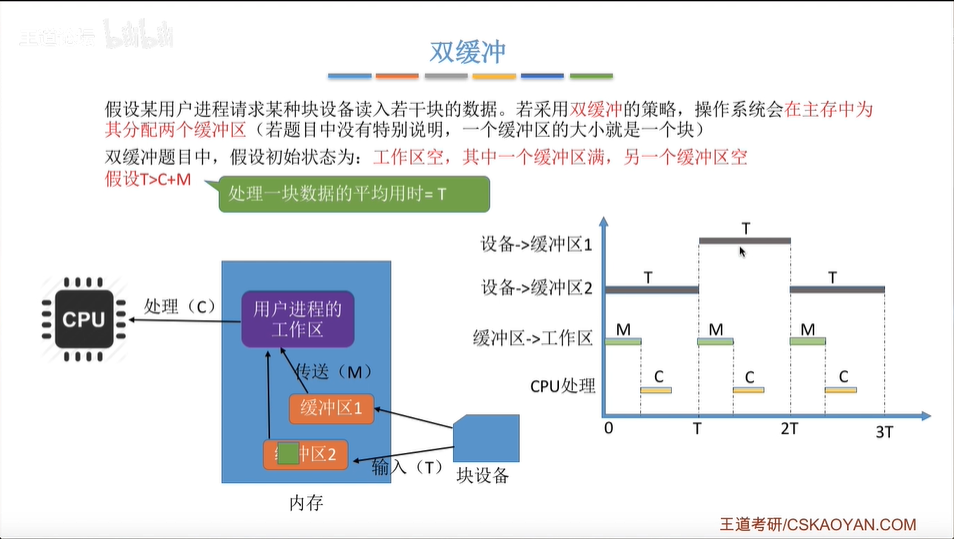 王道考研 bilibili
双缓冲
假设某用户进程请求某种块设备读入若干块的数据。若采用双缓冲的策略，操作系统会在主存中为
其分配两个缓冲区（若题目中没有特别说明，一个缓冲区的大小就是一个块）
双缓冲题目中，假设初始状态为：工作区空，其中一个缓冲区满，另一个缓冲区空
假设T>C+M
处理一块数据的平均用时= T
T
设备->缓冲区1
设备->缓冲区2
T
T
缓冲区->工作区
M
M
M
CPU处理
C
C
C
0
T
2T
3T
CPU
处理（C）
用户进程的
工作区
传送（M）
缓冲区1
冲区2
输入（T）
块设备
内存
王道考研/CSKAOYAN.COM